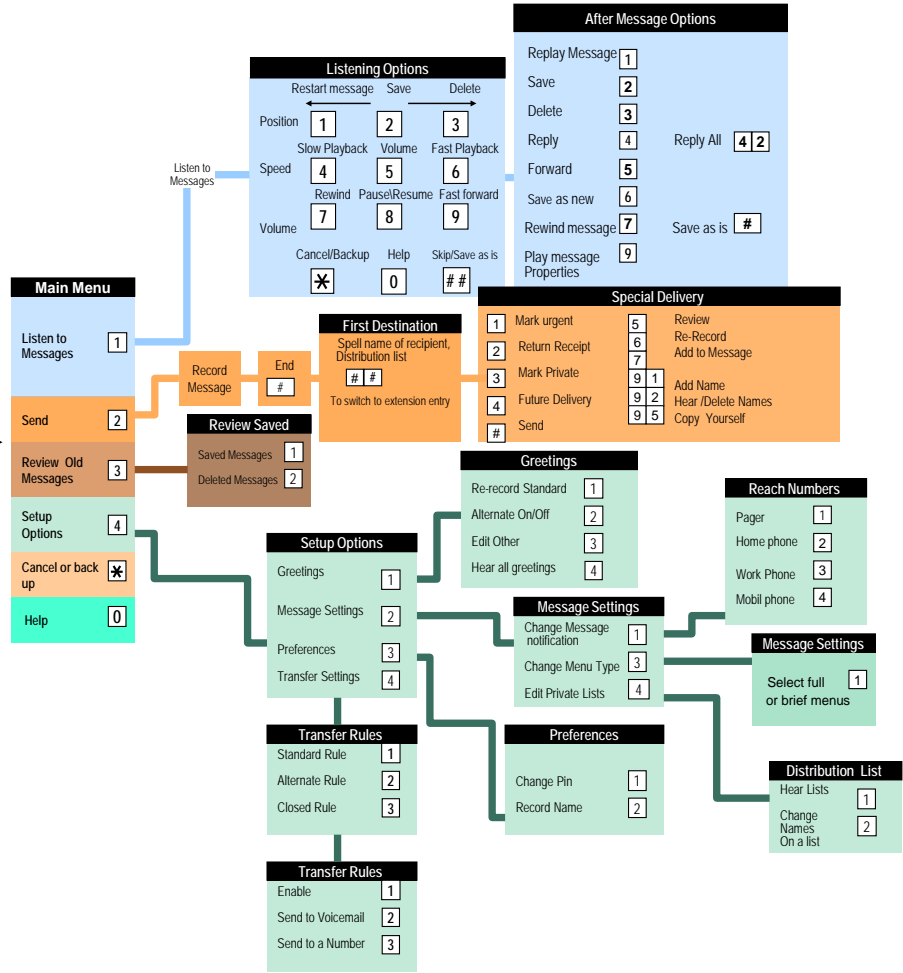 After Message Options
Replay Message 1
Save 2
Delete 3
Reply 4 Reply All 4 2
Forward 5
Save as new 6
Rewind message 7 Save as is #
Play message 9
Properties
Listening Options
Restart message Save Delete
Position 1 2 3
Slow Playback Volume Fast Playback
Speed 4 5 6
Rewind Pause\Resume Fast forward
Volume 7 8 9
Cancel/Backup Help Skip/Save as is
* 0 # #
Listen to
Messages
Main Menu
Listen to
Messages 1
Send 2
Review Old
Messages 3
Setup
Options 4
Cancel or back
up *
Help 0
Record
Message
End
#
First Destination
Spell name of recipient,
Distribution list
# #
To switch to extension entry
Special Delivery
1 Mark urgent
2 Return Receipt
3 Mark Private
4 Future Delivery
# Send
5 Review
6 Re-Record
7 Add to Message
9 1 Add Name
9 2 Hear /Delete Names
9 5 Copy Yourself
Review Saved
Saved Messages 1
Deleted Messages 2
Greetings
Re-record Standard 1
Alternate On/Off 2
Edit Other 3
Hear all greetings 4
Reach Numbers
Pager 1
Home phone 2
Work Phone 3
Mobil phone 4
Setup Options
Greetings 1
Message Settings 2
Preferences 3
Transfer Settings 4
Message Settings
Change Message
notification 1
Change Menu Type 3
Edit Private Lists 4
Message Settings
Select full 1
or brief menus
Transfer Rules
Standard Rule 1
Alternate Rule 2
Closed Rule 3
Preferences
Change Pin 1
Record Name 2
Distribution List
Hear Lists 1
Change
Names 2
On a list
Transfer Rules
Enable 1
Send to Voicemail 2
Send to a Number 3